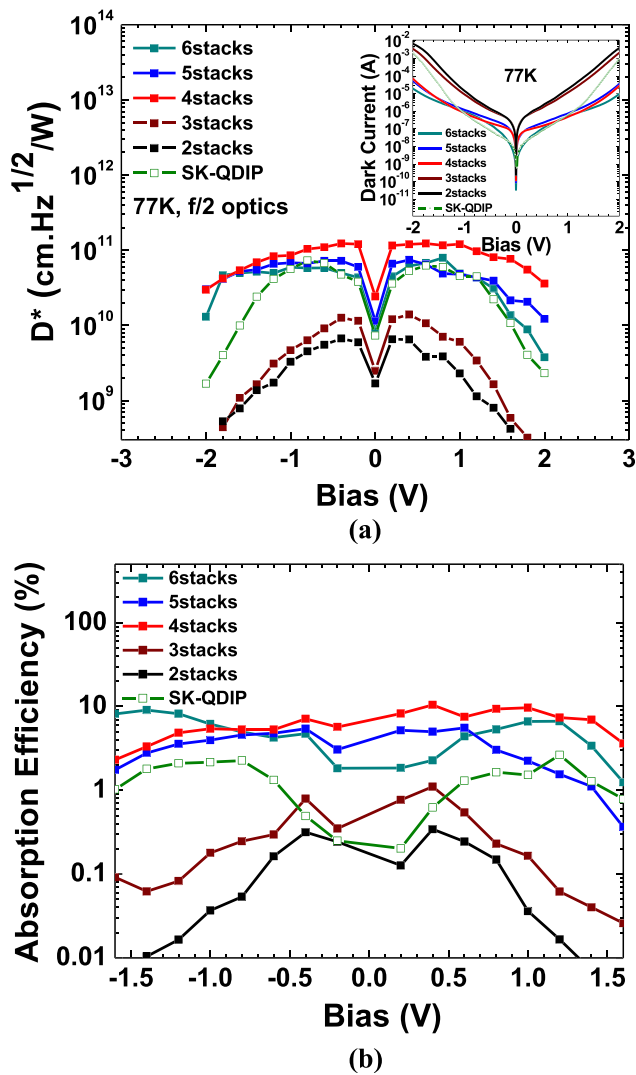 (a)
10^14
10^13
10^12
10^11
10^10
10^9
D* (cm.Hz^1/2/W)
6stacks
5stacks
4stacks
3stacks
2stacks
SK-QDIP
77K, f/2 optics
-3 -2 -1 0 1 2 3
Bias (V)
10^-2
10^-3
10^-4
10^-5
10^-6
10^-7
10^-8
10^-9
10^-10
10^-11
Dark Current (A)
77K
6stacks
5stacks
4stacks
3stacks
2stacks
SK-QDIP
-2 -1 0 1 2
Bias (V)
(a)
100
10
1
0.1
0.01
Absorption Efficiency (%)
6stacks
5stacks
4stacks
3stacks
2stacks
SK-QDIP
-1.5 -1.0 -0.5 0.0 0.5 1.0 1.5
Bias (V)
(b)